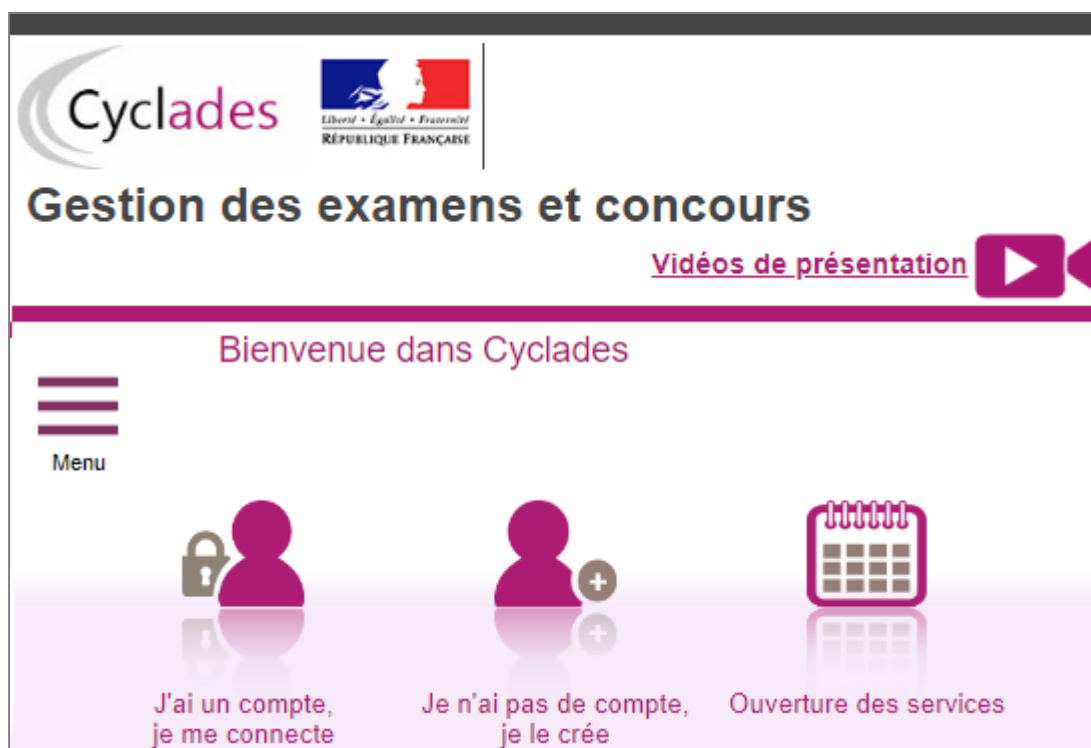 Cyclades
Liberté • Égalité • Fraternité
RÉPUBLIQUE FRANÇAISE
Gestion des examens et concours
Vidéos de présentation
Bienvenue dans Cyclades
Menu
J'ai un compte,
je me connecte
Je n'ai pas de compte,
je le crée
Ouverture des services